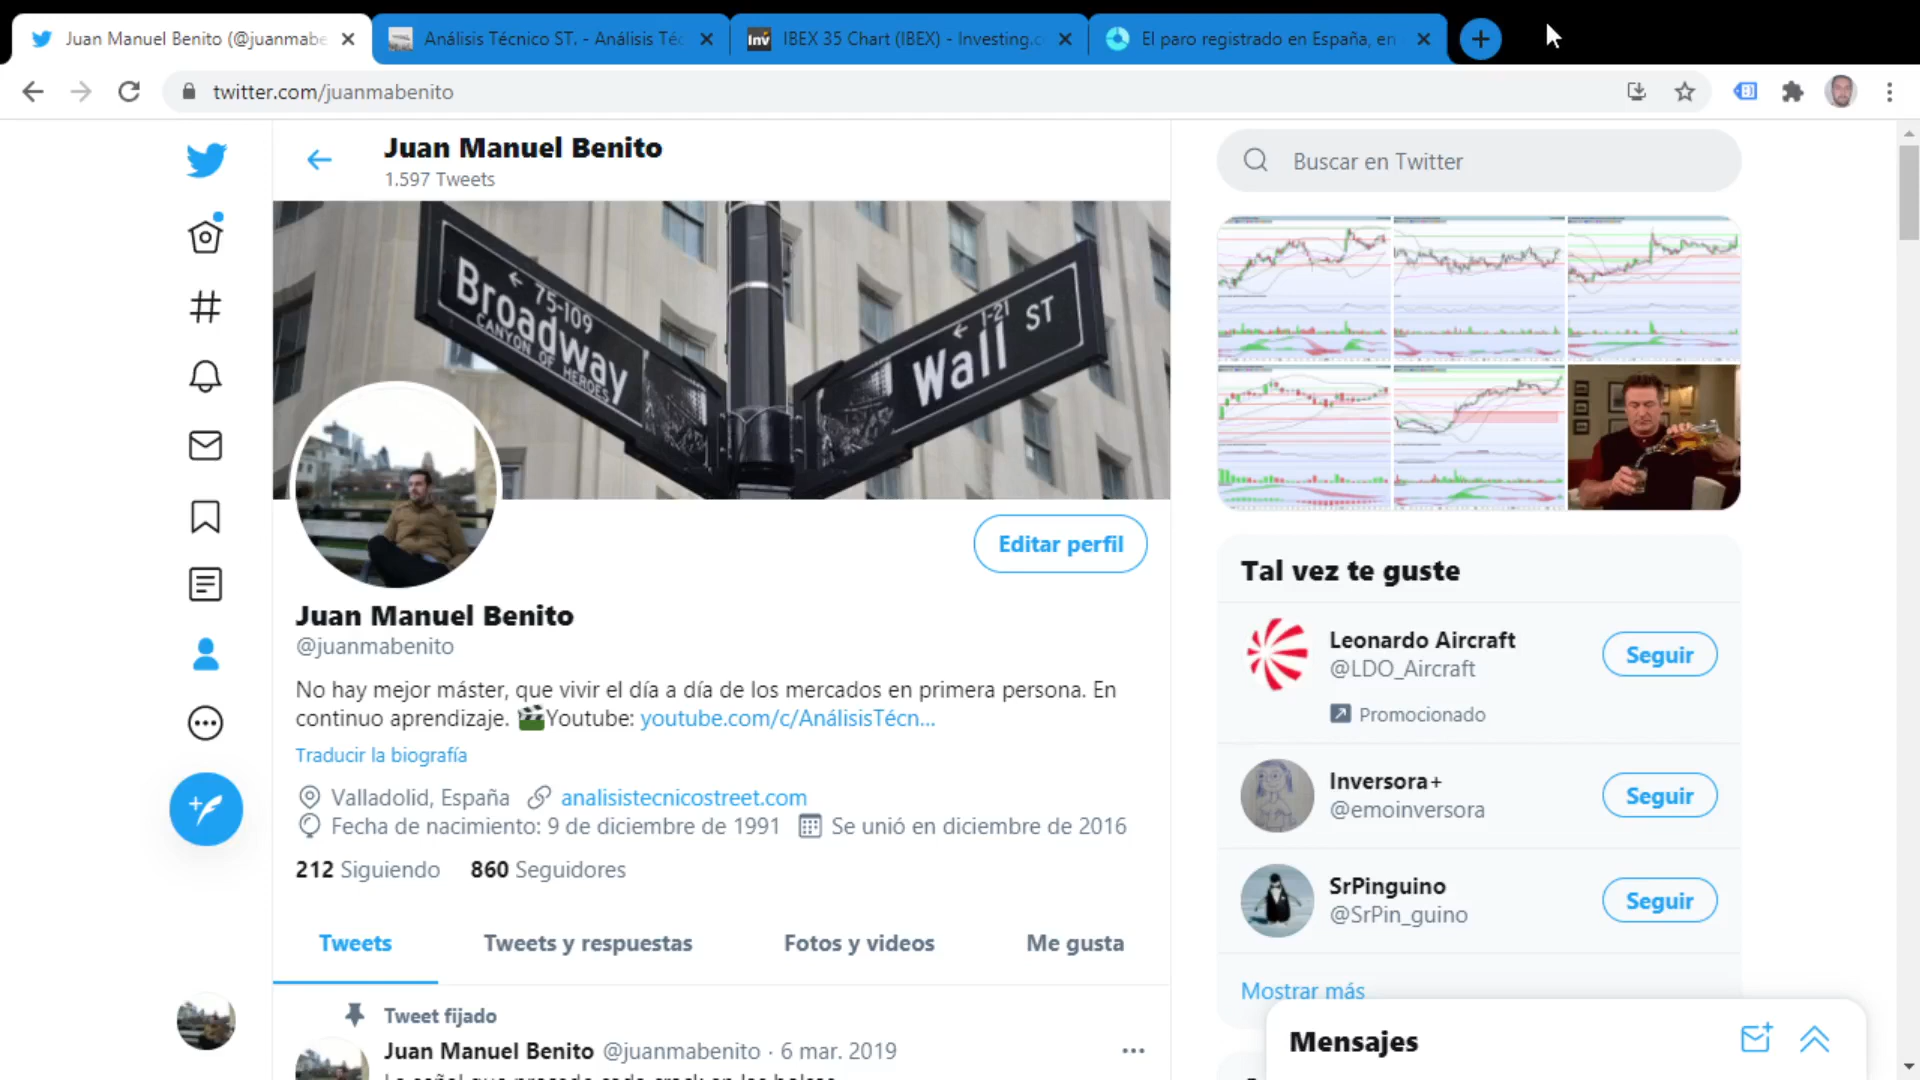 Juan Manuel Benito (@juanmabe
Análisis Técnico ST. - Análisis Téc
Inv
IBEX 35 Chart (IBEX) - Investing.c
El paro registrado en España, en
twitter.com/juanmabenito
Juan Manuel Benito
1.597 Tweets
Buscar en Twitter
← 75-109
Broadway
CANYON OF HEROES
← 1-21
Wall ST
Editar perfil
Juan Manuel Benito
@juanmabenito
No hay mejor máster, que vivir el día a día de los mercados en primera persona. En
continuo aprendizaje. 🎬Youtube: youtube.com/c/AnálisisTécn...
Traducir la biografía
Valladolid, España analisistecnicostreet.com
Fecha de nacimiento: 9 de diciembre de 1991 Se unió en diciembre de 2016
212 Siguiendo 860 Seguidores
Tweets
Tweets y respuestas
Fotos y videos
Me gusta
Tweet fijado
Juan Manuel Benito @juanmabenito · 6 mar. 2019
Tal vez te guste
Leonardo Aircraft
@LDO_Aircraft
Seguir
Promocionado
Inversora+
@emoinversora
Seguir
SrPinguino
@SrPin_guino
Seguir
Mostrar más
Mensajes